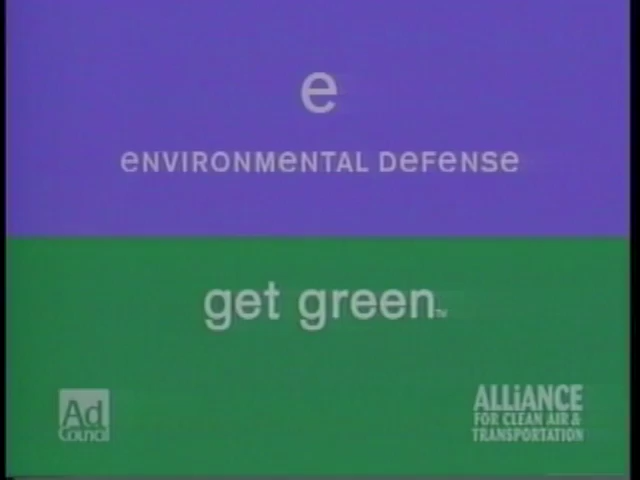 e
eNVIRONMeNTAL DeFeNSe
get green™
Ad
Council
ALLiANCE
FOR CLEAN AIR &
TRANSPORTATION